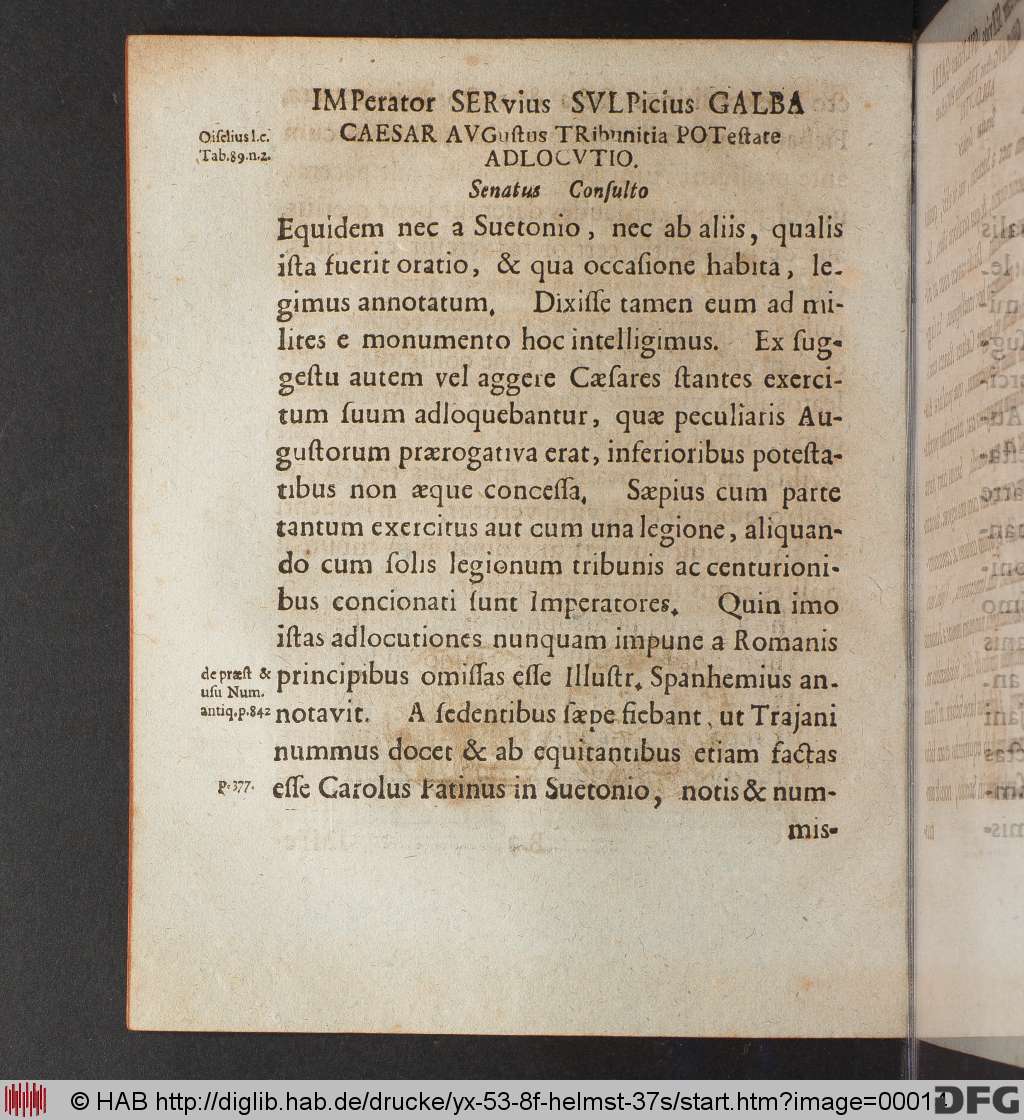 IMPerator SERvius SVLPicius GALBA
Oiſelius l.c.
Tab.89.n.2.
CAESAR AVGuſtus TRibunitia POTeſtate
ADLOCVTIO.
Senatus Conſulto
Equidem nec a Suetonio, nec ab aliis, qualis
iſta fuerit oratio, & qua occaſione habita, le-
gimus annotatum. Dixiſſe tamen eum ad mi-
lites e monumento hoc intelligimus. Ex ſug-
geſtu autem vel aggere Cæſares ſtantes exerci-
tum ſuum adloquebantur, quæ peculiaris Au-
guſtorum prærogativa erat, inferioribus poteſta-
tibus non æque conceſſa. Sæpius cum parte
tantum exercitus aut cum una legione, aliquan-
do cum ſolis legionum tribunis ac centurioni-
bus concionati ſunt Imperatores. Quin imo
iſtas adlocutiones nunquam impune a Romanis
de præſt &
uſu Num.
antiq.p.842
principibus omiſſas eſſe Illuſtr. Spanhemius an-
notavit. A ſedentibus ſæpe fiebant, ut Trajani
nummus docet & ab equitantibus etiam factas
p.377.
eſſe Carolus Patinus in Suetonio, notis & num-
mis-
© HAB http://diglib.hab.de/drucke/yx-53-8f-helmst-37s/start.htm?image=00014
DFG